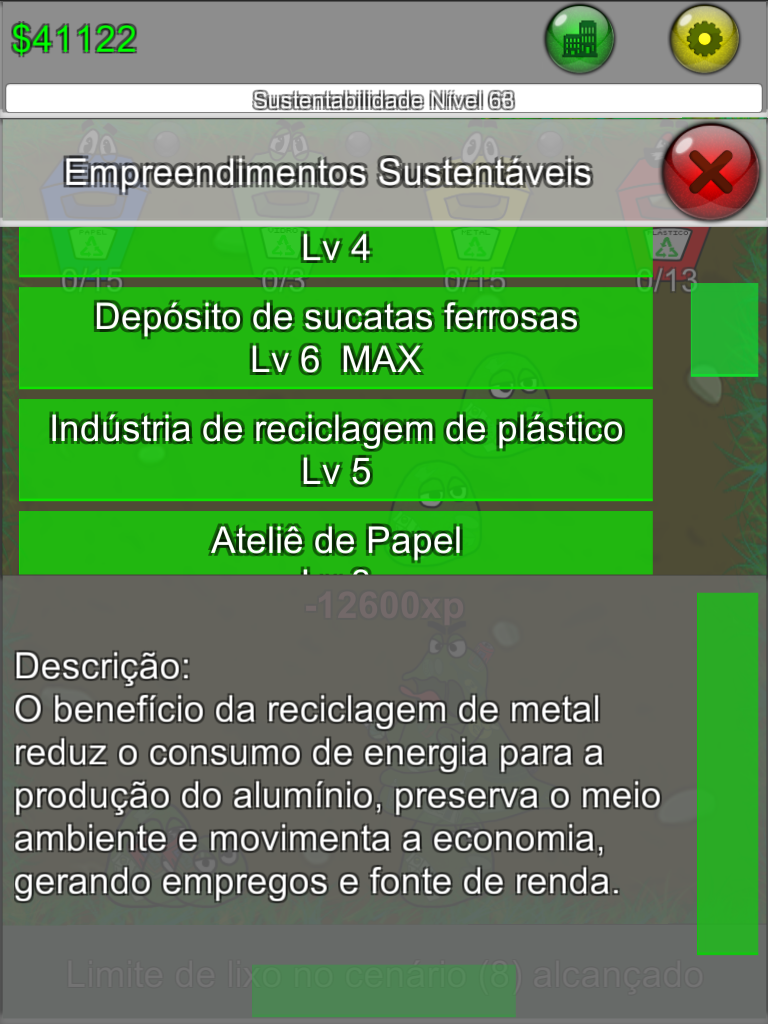 $41122
Sustentabilidade Nível 63
Empreendimentos Sustentáveis
PAPEL
METAL
PLÁSTICO
Lv 4
0/15 0/3 0/15 0/13
Depósito de sucatas ferrosas
Lv 6 MAX
Indústria de reciclagem de plástico
Lv 5
Ateliê de Papel
-12600xp
Descrição:
O benefício da reciclagem de metal
reduz o consumo de energia para a
produção do alumínio, preserva o meio
ambiente e movimenta a economia,
gerando empregos e fonte de renda.
Limite de lixo no cenário (8) alcançado